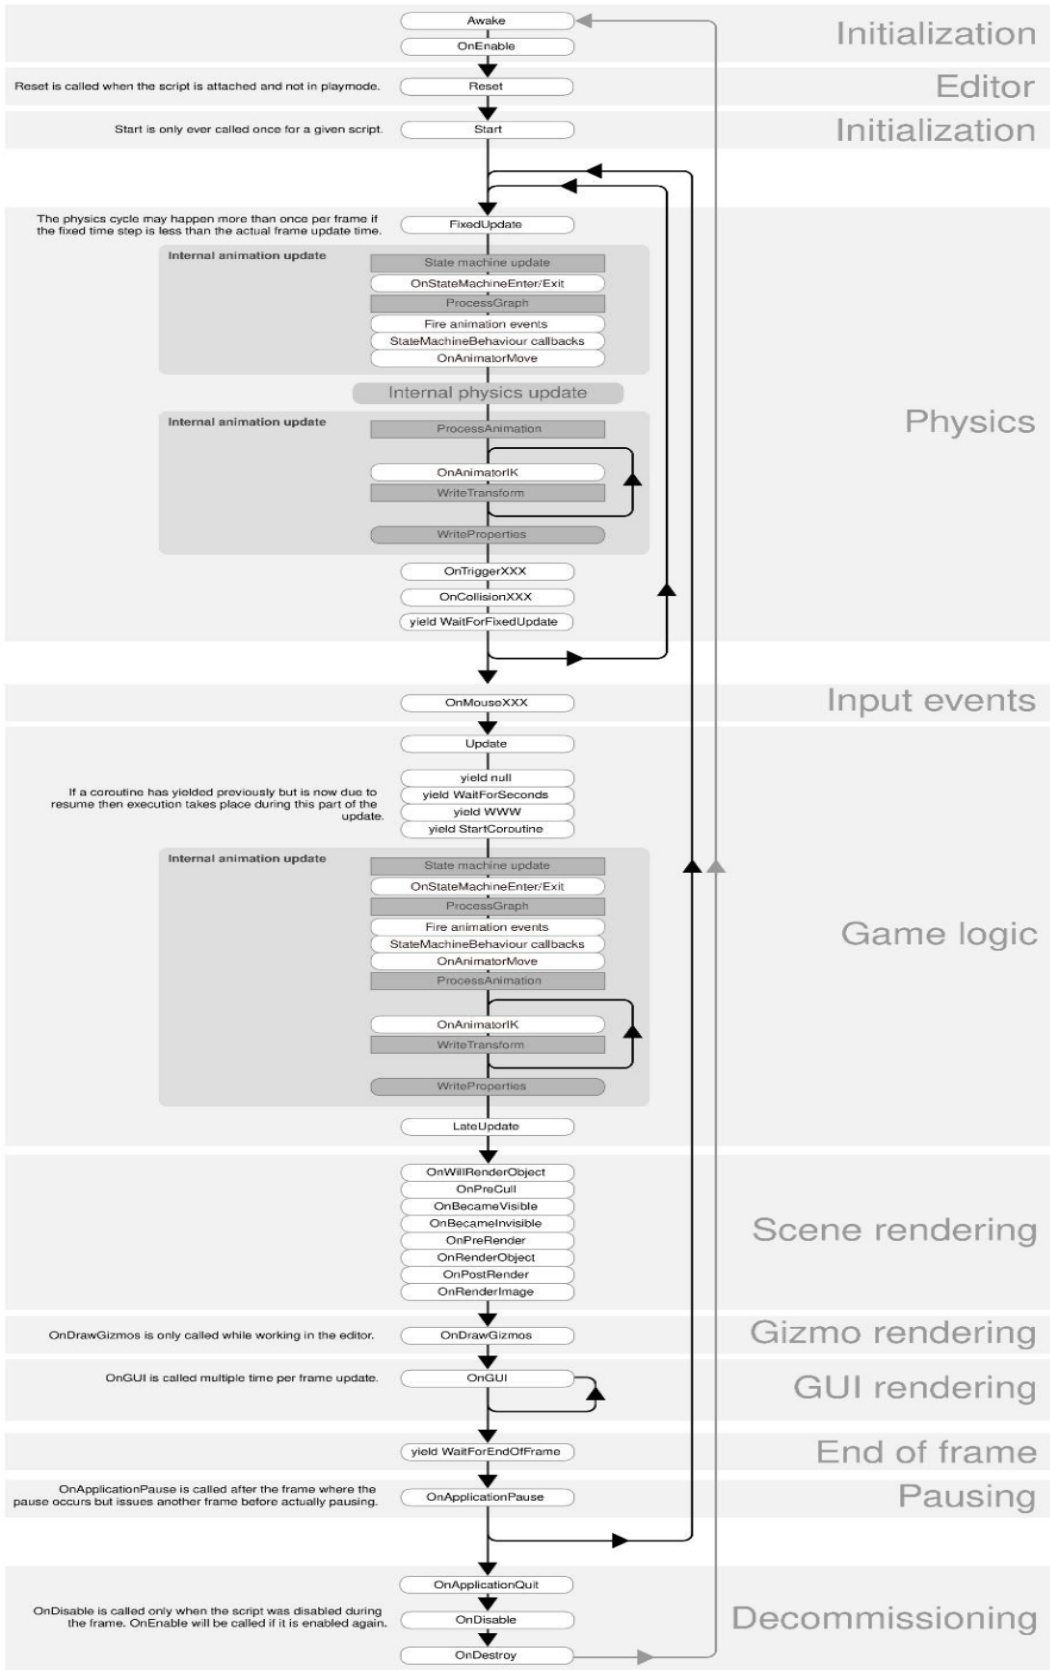 Awake
OnEnable
Initialization
Reset is called when the script is attached and not in playmode.
Reset
Editor
Start is only ever called once for a given script.
Start
Initialization
The physics cycle may happen more than once per frame if
the fixed time step is less than the actual frame update time.
FixedUpdate
Internal animation update
State machine update
OnStateMachineEnter/Exit
ProcessGraph
Fire animation events
StateMachineBehaviour callbacks
OnAnimatorMove
Internal physics update
Physics
Internal animation update
ProcessAnimation
OnAnimatorIK
WriteTransform
WriteProperties
OnTriggerXXX
OnCollisionXXX
yield WaitForFixedUpdate
OnMouseXXX
Input events
Update
yield null
yield WaitForSeconds
yield WWW
yield StartCoroutine
If a coroutine has yielded previously but is now due to
resume then execution takes place during this part of the
update.
Internal animation update
State machine update
OnStateMachineEnter/Exit
ProcessGraph
Fire animation events
StateMachineBehaviour callbacks
OnAnimatorMove
ProcessAnimation
Game logic
OnAnimatorIK
WriteTransform
WriteProperties
LateUpdate
OnWillRenderObject
OnPreCull
OnBecameVisible
OnBecameInvisible
OnPreRender
OnRenderObject
OnPostRender
OnRenderImage
Scene rendering
OnDrawGizmos is only called while working in the editor.
OnDrawGizmos
Gizmo rendering
OnGUI is called multiple time per frame update.
OnGUI
GUI rendering
yield WaitForEndOfFrame
End of frame
OnApplicationPause is called after the frame where the
pause occurs but issues another frame before actually pausing.
OnApplicationPause
Pausing
OnApplicationQuit
OnDisable is called only when the script was disabled during
the frame. OnEnable will be called if it is enabled again.
OnDisable
OnDestroy
Decommissioning